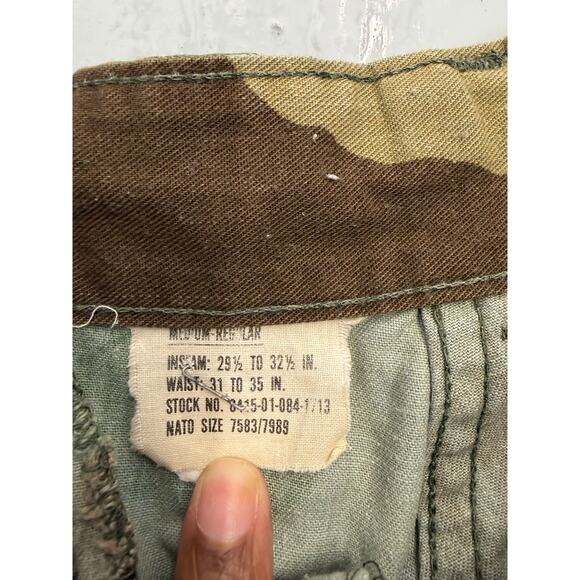 MEDIUM-REGULAR
INSEAM: 29½ TO 32½ IN.
WAIST: 31 TO 35 IN.
STOCK NO. 8415-01-084-1713
NATO SIZE 7583/7989